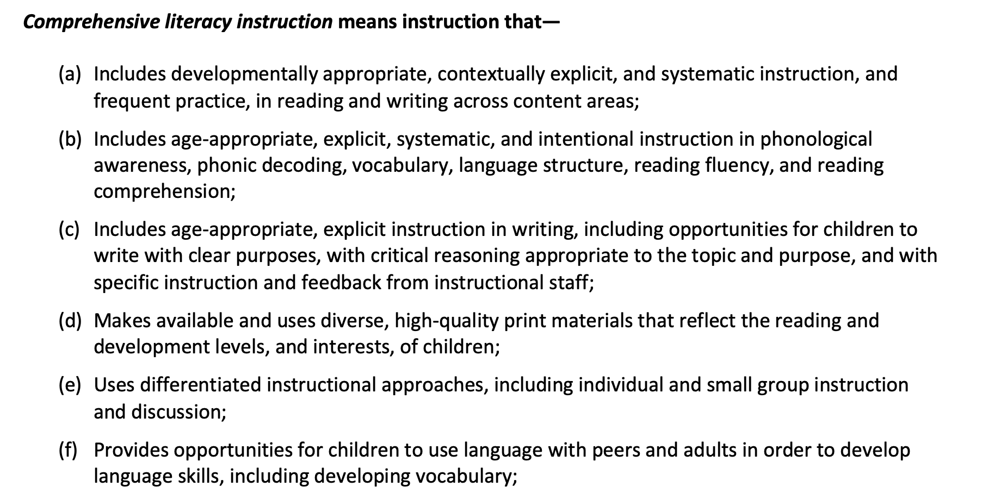 Comprehensive literacy instruction means instruction that—
(a) Includes developmentally appropriate, contextually explicit, and systematic instruction, and
frequent practice, in reading and writing across content areas;
(b) Includes age-appropriate, explicit, systematic, and intentional instruction in phonological
awareness, phonic decoding, vocabulary, language structure, reading fluency, and reading
comprehension;
(c) Includes age-appropriate, explicit instruction in writing, including opportunities for children to
write with clear purposes, with critical reasoning appropriate to the topic and purpose, and with
specific instruction and feedback from instructional staff;
(d) Makes available and uses diverse, high-quality print materials that reflect the reading and
development levels, and interests, of children;
(e) Uses differentiated instructional approaches, including individual and small group instruction
and discussion;
(f) Provides opportunities for children to use language with peers and adults in order to develop
language skills, including developing vocabulary;